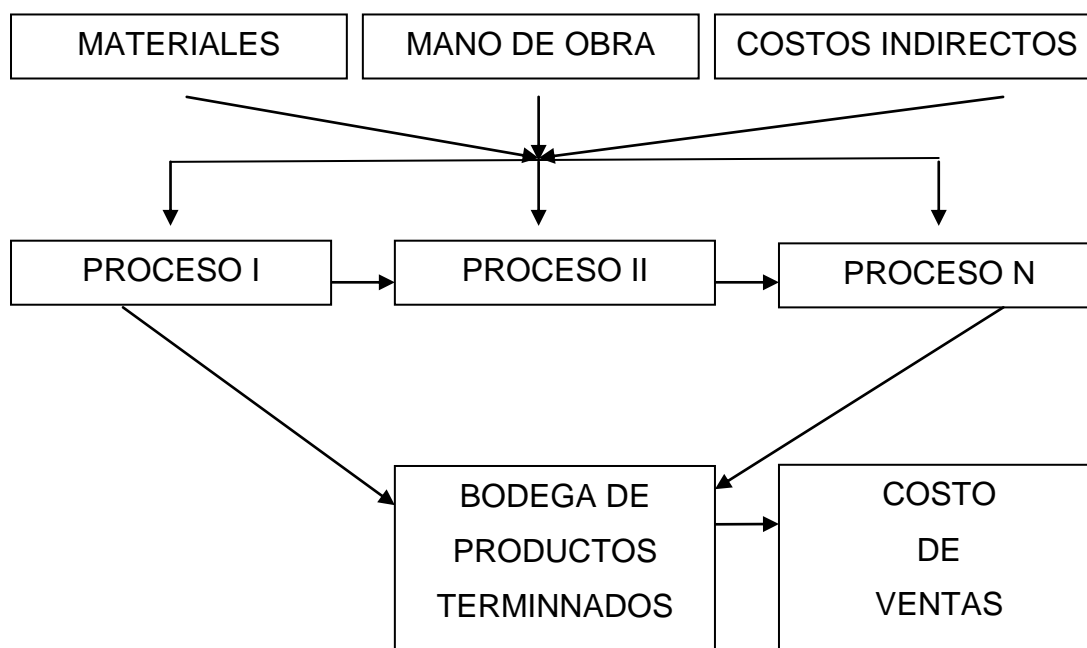 MATERIALES
MANO DE OBRA
COSTOS INDIRECTOS
PROCESO I
PROCESO II
PROCESO N
BODEGA DE
PRODUCTOS
TERMINNADOS
COSTO
DE
VENTAS